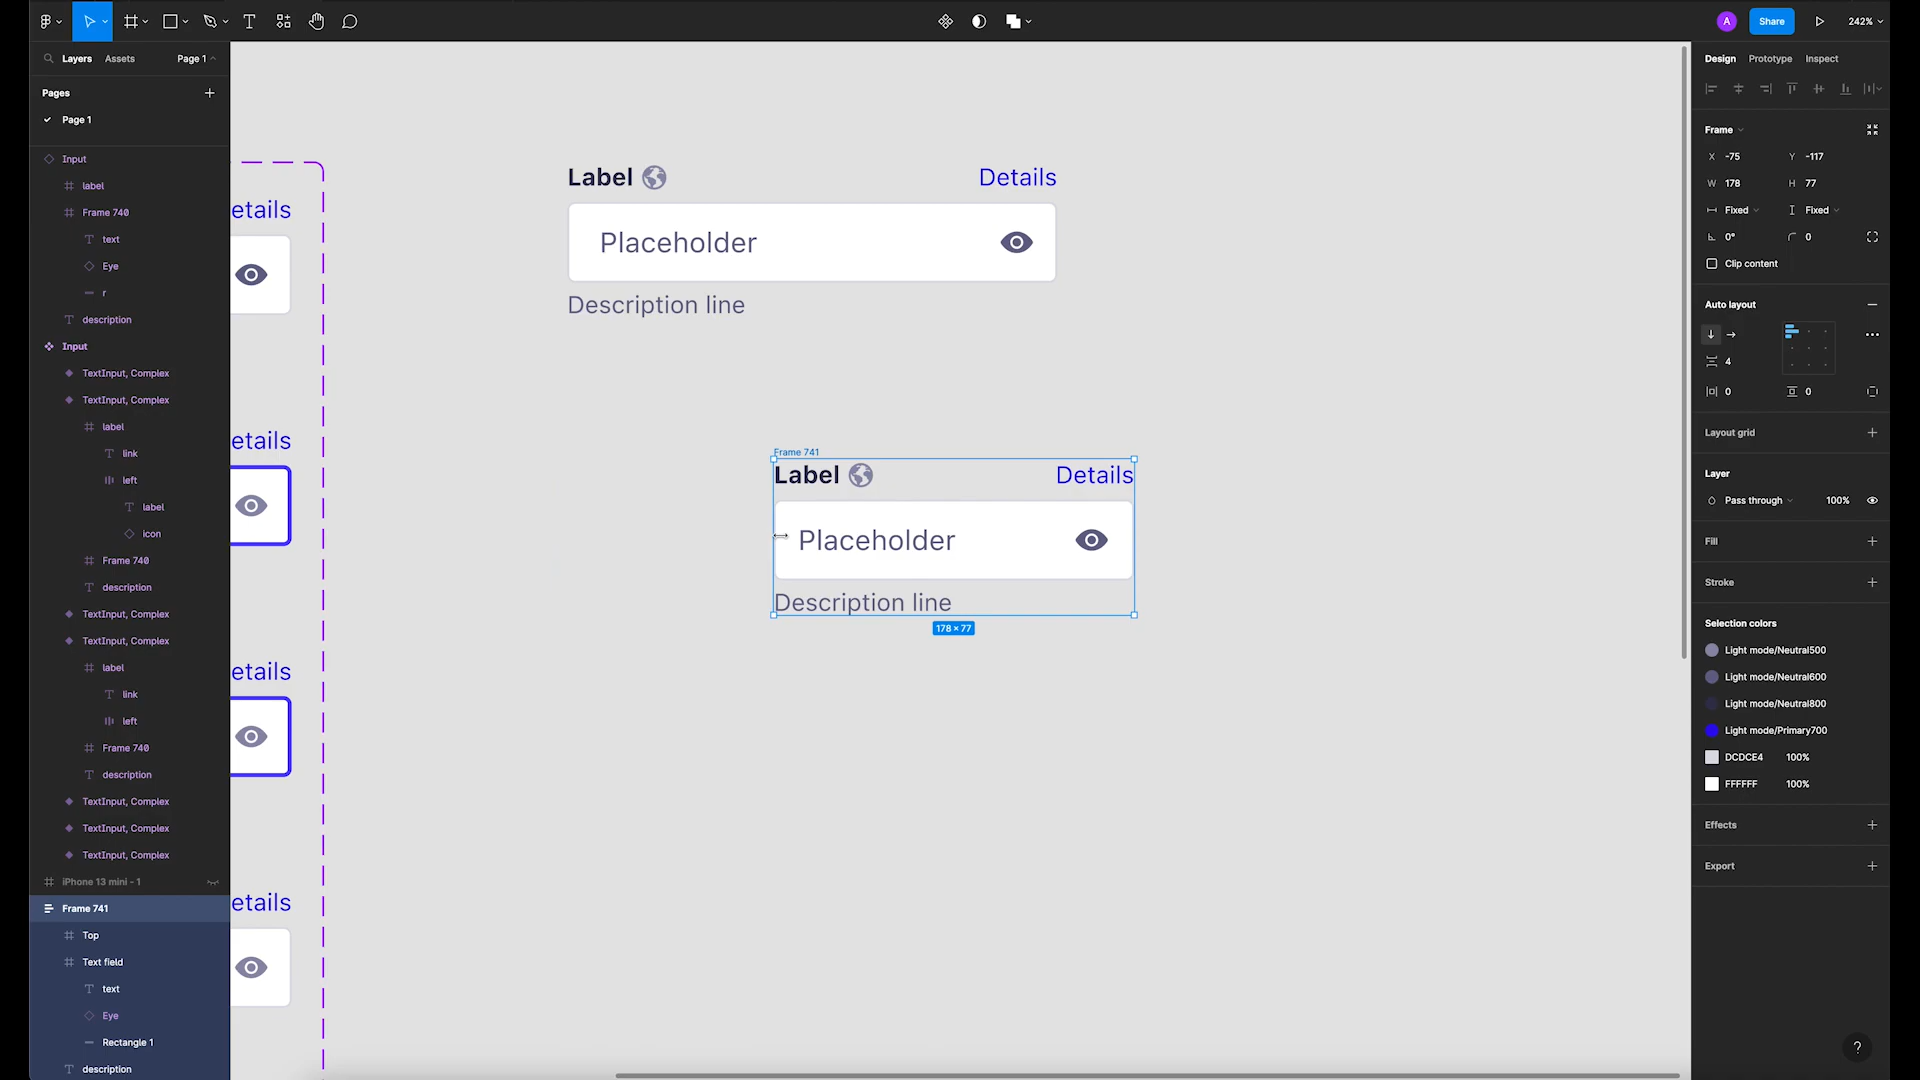 A
Share
242%
Layers
Assets
Page 1
Pages
Page 1
Input
label
Frame 740
text
Eye
r
description
Input
TextInput, Complex
TextInput, Complex
label
link
left
label
icon
Frame 740
description
TextInput, Complex
TextInput, Complex
label
link
left
Frame 740
description
TextInput, Complex
TextInput, Complex
TextInput, Complex
iPhone 13 mini - 1
Frame 741
Top
Text field
text
Eye
Rectangle 1
description
etails
etails
etails
etails
Label
Details
Placeholder
Description line
Frame 741
Label
Details
Placeholder
Description line
178 × 77
Design
Prototype
Inspect
Frame
X -75
Y -117
W 178
H 77
Fixed
Fixed
0°
0
Clip content
Auto layout
4
0
0
Layout grid
Layer
Pass through
100%
Fill
Stroke
Selection colors
Light mode/Neutral500
Light mode/Neutral600
Light mode/Neutral800
Light mode/Primary700
DCDCE4 100%
FFFFFF 100%
Effects
Export
?